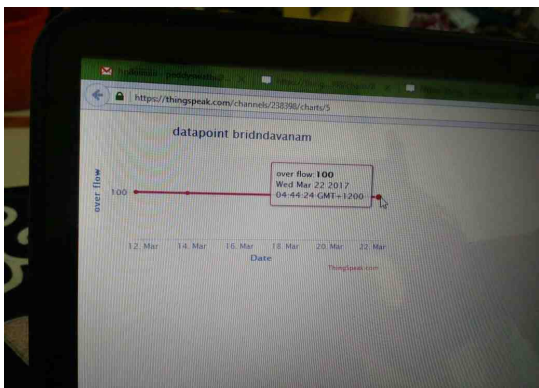 https://thingspeak.com/channels/238398/charts/5
datapoint bridndavanam
over flow:100
Wed Mar 22 2017
04:44:24 GMT+1200
over flow
100
12. Mar 14. Mar 16. Mar 18. Mar 20. Mar 22. Mar
Date
ThingSpeak.com